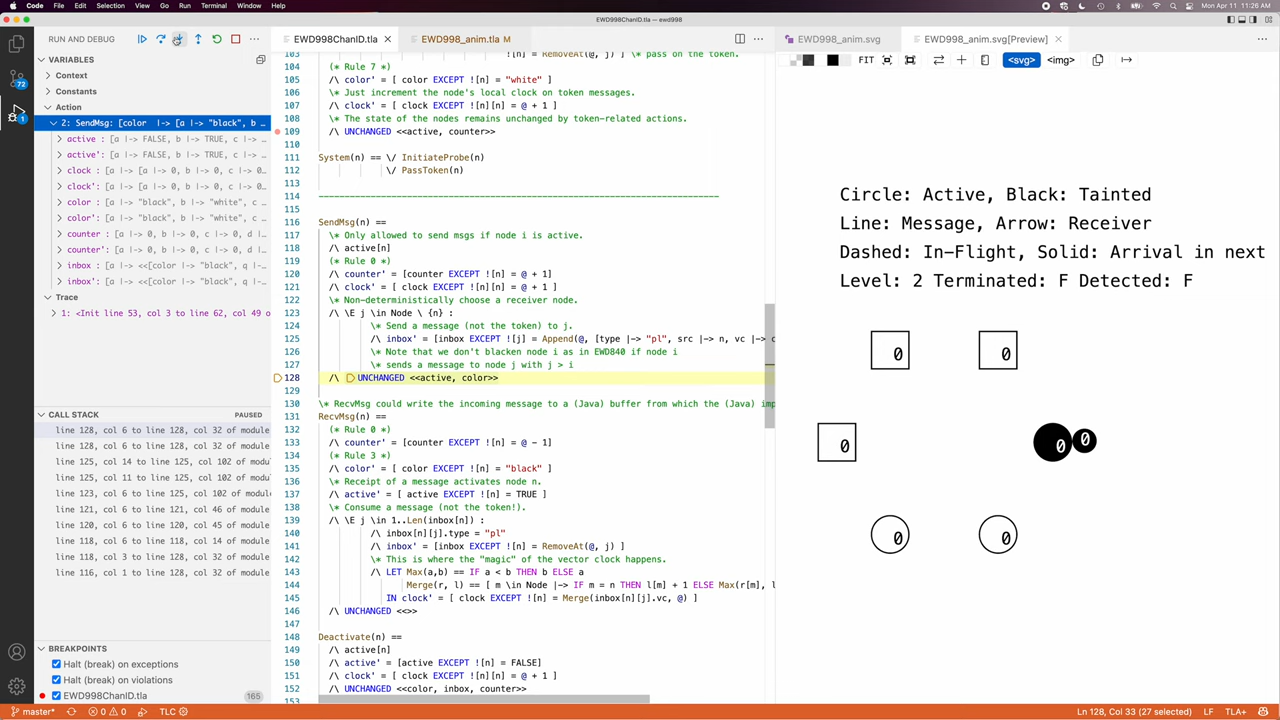 Code File Edit Selection View Go Run Terminal Window Help
Mon Apr 11 11:26 AM
EWD998ChanID.tla — ewd998
RUN AND DEBUG
EWD998ChanID.tla
EWD998_anim.tla M
EWD998_anim.svg
EWD998_anim.svg[Preview]
FIT
<svg>
<img>
VARIABLES
Context
Constants
Action
2: SendMsg: [color |-> [a |-> "black", b …
active : [a |-> FALSE, b |-> TRUE, c |-> …
active': [a |-> FALSE, b |-> TRUE, c |-> …
clock : [a |-> [a |-> 0, b |-> 0, c |-> 0…
clock': [a |-> [a |-> 0, b |-> 0, c |-> 0…
color : [a |-> "black", b |-> "white", c …
color': [a |-> "black", b |-> "white", c …
counter : [a |-> 0, b |-> 0, c |-> 0, d |…
counter': [a |-> 0, b |-> 0, c |-> 0, d |…
inbox : [a |-> <<[color |-> "black", q |-…
inbox': [a |-> <<[color |-> "black", q |-…
Trace
1: <Init line 53, col 3 to line 62, col 49 o…
CALL STACK PAUSED
line 128, col 6 to line 128, col 32 of module
line 128, col 6 to line 128, col 32 of module
line 125, col 14 to line 125, col 102 of modu
line 125, col 11 to line 125, col 102 of modu
line 123, col 6 to line 125, col 102 of modul
line 121, col 6 to line 121, col 46 of module
line 120, col 6 to line 120, col 45 of module
line 118, col 6 to line 118, col 14 of module
line 118, col 3 to line 128, col 32 of module
line 116, col 1 to line 128, col 32 of module
BREAKPOINTS
Halt (break) on exceptions
Halt (break) on violations
EWD998ChanID.tla 165
72
1
103 /\ inbox' = [inbox EXCEPT ![n] = RemoveAt(@, j) ] \* pass on the token.
104 (* Rule 7 *)
105 /\ color' = [ color EXCEPT ![n] = "white" ]
106 \* Just increment the node's local clock on token messages.
107 /\ clock' = [ clock EXCEPT ![n][n] = @ + 1 ]
108 \* The state of the nodes remains unchanged by token-related actions.
109 /\ UNCHANGED <<active, counter>>
110
111 System(n) == \/ InitiateProbe(n)
112 \/ PassToken(n)
113
114 --------------------------------------------------------------------------------
115
116 SendMsg(n) ==
117 \* Only allowed to send msgs if node i is active.
118 /\ active[n]
119 (* Rule 0 *)
120 /\ counter' = [counter EXCEPT ![n] = @ + 1]
121 /\ clock' = [ clock EXCEPT ![n][n] = @ + 1 ]
122 \* Non-deterministically choose a receiver node.
123 /\ \E j \in Node \ {n} :
124 \* Send a message (not the token) to j.
125 /\ inbox' = [inbox EXCEPT ![j] = Append(@, [type |-> "pl", src |-> n, vc |-> c
126 \* Note that we don't blacken node i as in EWD840 if node i
127 \* sends a message to node j with j > i
128 /\ UNCHANGED <<active, color>>
129
130 \* RecvMsg could write the incoming message to a (Java) buffer from which the (Java) imp
131 RecvMsg(n) ==
132 (* Rule 0 *)
133 /\ counter' = [counter EXCEPT ![n] = @ - 1]
134 (* Rule 3 *)
135 /\ color' = [ color EXCEPT ![n] = "black" ]
136 \* Receipt of a message activates node n.
137 /\ active' = [ active EXCEPT ![n] = TRUE ]
138 \* Consume a message (not the token!).
139 /\ \E j \in 1..Len(inbox[n]) :
140 /\ inbox[n][j].type = "pl"
141 /\ inbox' = [inbox EXCEPT ![n] = RemoveAt(@, j) ]
142 \* This is where the "magic" of the vector clock happens.
143 /\ LET Max(a,b) == IF a < b THEN b ELSE a
144 Merge(r, l) == [ m \in Node |-> IF m = n THEN l[m] + 1 ELSE Max(r[m], l
145 IN clock' = [ clock EXCEPT ![n] = Merge(inbox[n][j].vc, @) ]
146 /\ UNCHANGED <<>>
147
148 Deactivate(n) ==
149 /\ active[n]
150 /\ active' = [active EXCEPT ![n] = FALSE]
151 /\ clock' = [ clock EXCEPT ![n][n] = @ + 1 ]
152 /\ UNCHANGED <<color, inbox, counter>>
153
Circle: Active, Black: Tainted
Line: Message, Arrow: Receiver
Dashed: In-Flight, Solid: Arrival in next
Level: 2 Terminated: F Detected: F
0 0
0 0 0
0 0
master* 0 0 TLC
Ln 128, Col 33 (27 selected) LF TLA+